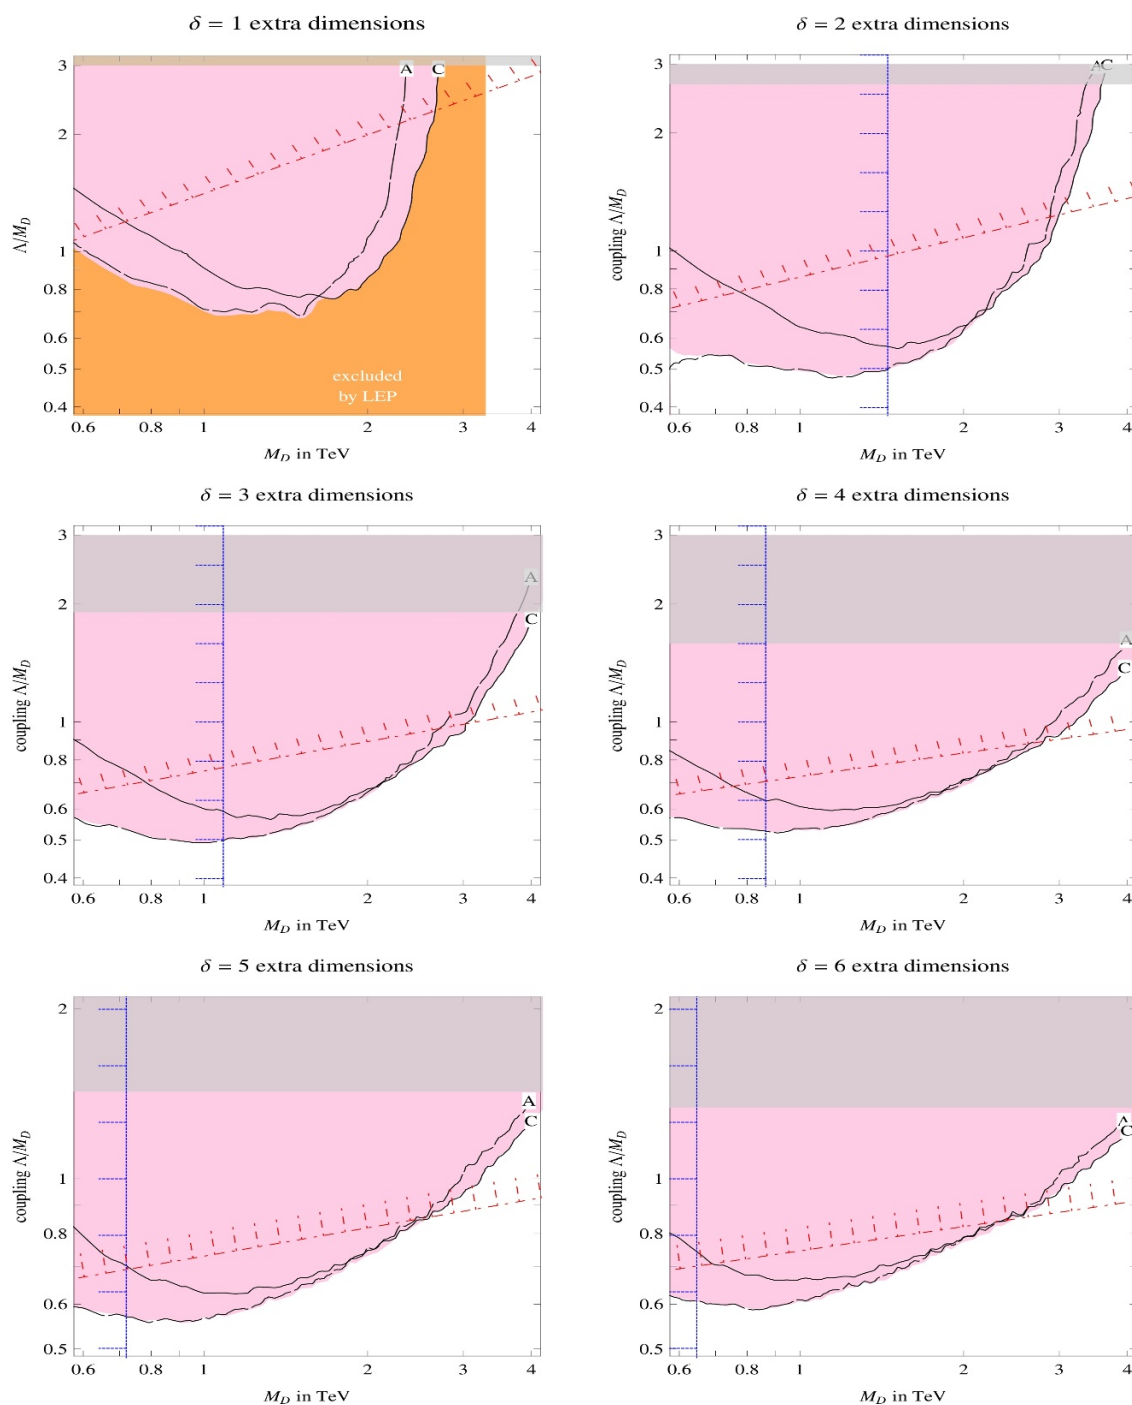 δ = 1 extra dimensions
3
2
1
0.8
0.6
0.4
Λ/M_D
A
C
excluded
by LEP
0.6 0.8 1 2 3 4
M_D in TeV
δ = 2 extra dimensions
3
2
1
0.8
0.6
0.5
0.4
coupling Λ/M_D
A
C
0.6 0.8 1 2 3 4
M_D in TeV
δ = 3 extra dimensions
3
2
1
0.8
0.6
0.5
0.4
coupling Λ/M_D
A
C
0.6 0.8 1 2 3 4
M_D in TeV
δ = 4 extra dimensions
3
2
1
0.8
0.6
0.5
0.4
coupling Λ/M_D
A
C
0.6 0.8 1 2 3 4
M_D in TeV
δ = 5 extra dimensions
2
1
0.8
0.6
0.5
coupling Λ/M_D
A
C
0.6 0.8 1 2 3 4
M_D in TeV
δ = 6 extra dimensions
2
1
0.8
0.6
0.5
coupling Λ/M_D
A
C
0.6 0.8 1 2 3 4
M_D in TeV